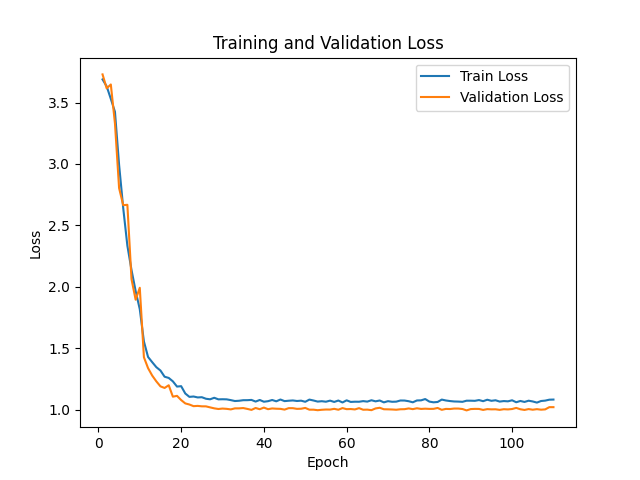 Training and Validation Loss
Train Loss
Validation Loss
3.5
3.0
2.5
2.0
1.5
1.0
Loss
0 20 40 60 80 100
Epoch